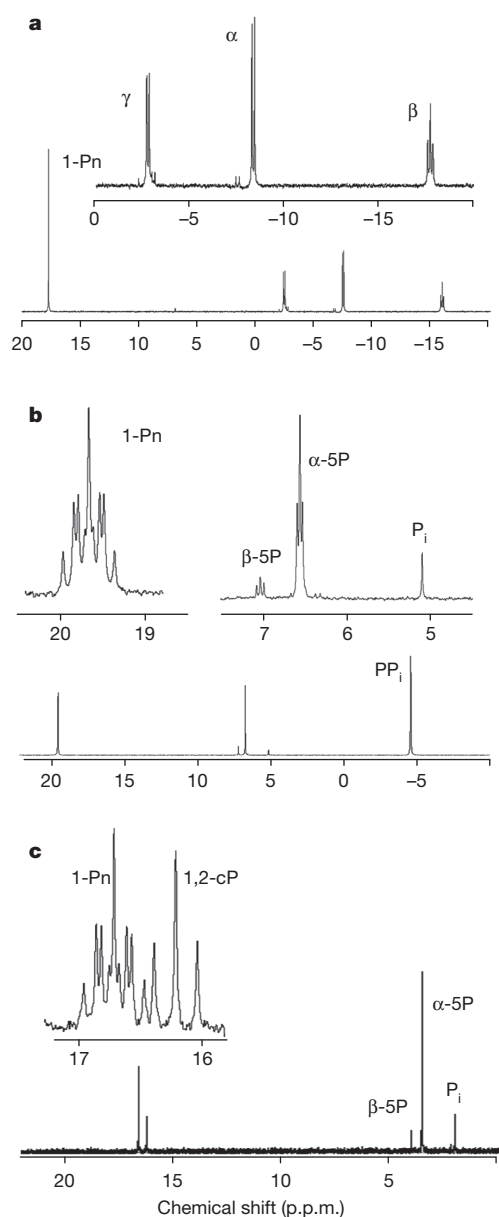 a
α
γ
β
1-Pn
0 –5 –10 –15
20 15 10 5 0 –5 –10 –15
b
1-Pn
α-5P
β-5P
Pi
20 19
7 6 5
PPi
20 15 10 5 0 –5
c
1-Pn
1,2-cP
17 16
α-5P
β-5P
Pi
20 15 10 5 0
Chemical shift (p.p.m.)